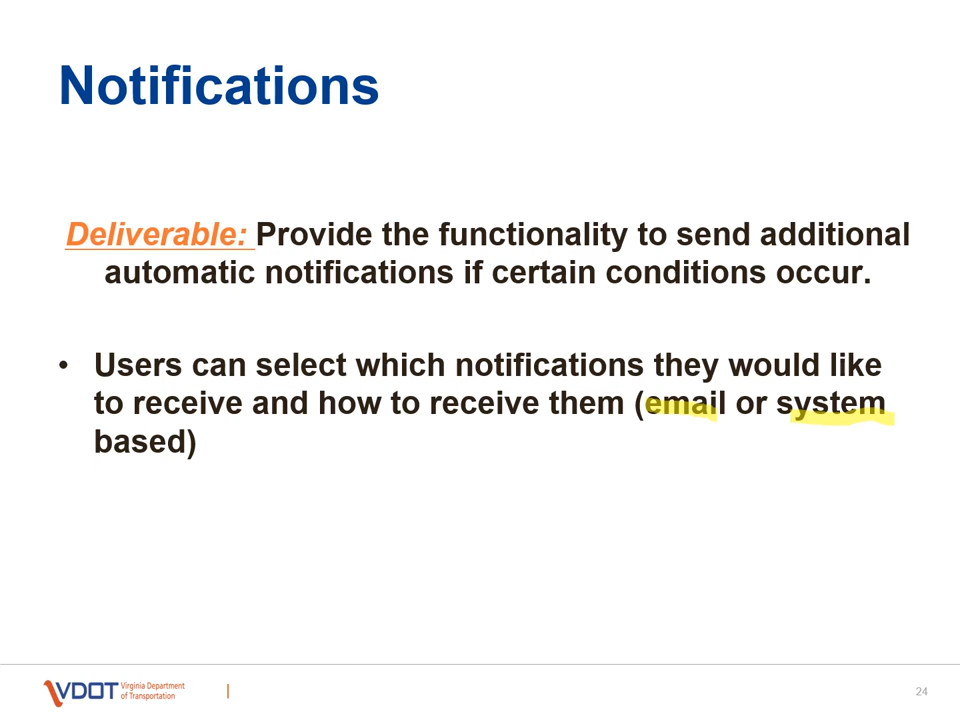 Notifications
Deliverable: Provide the functionality to send additional
automatic notifications if certain conditions occur.
• Users can select which notifications they would like
to receive and how to receive them (email or system
based)
VDOT Virginia Department
of Transportation
24